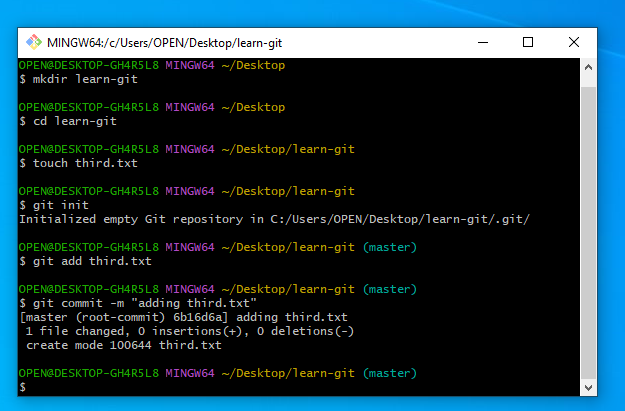 MINGW64:/c/Users/OPEN/Desktop/learn-git
OPEN@DESKTOP-GH4R5L8 MINGW64 ~/Desktop
$ mkdir learn-git
OPEN@DESKTOP-GH4R5L8 MINGW64 ~/Desktop
$ cd learn-git
OPEN@DESKTOP-GH4R5L8 MINGW64 ~/Desktop/learn-git
$ touch third.txt
OPEN@DESKTOP-GH4R5L8 MINGW64 ~/Desktop/learn-git
$ git init
Initialized empty Git repository in C:/Users/OPEN/Desktop/learn-git/.git/
OPEN@DESKTOP-GH4R5L8 MINGW64 ~/Desktop/learn-git (master)
$ git add third.txt
OPEN@DESKTOP-GH4R5L8 MINGW64 ~/Desktop/learn-git (master)
$ git commit -m "adding third.txt"
[master (root-commit) 6b16d6a] adding third.txt
 1 file changed, 0 insertions(+), 0 deletions(-)
 create mode 100644 third.txt
OPEN@DESKTOP-GH4R5L8 MINGW64 ~/Desktop/learn-git (master)
$